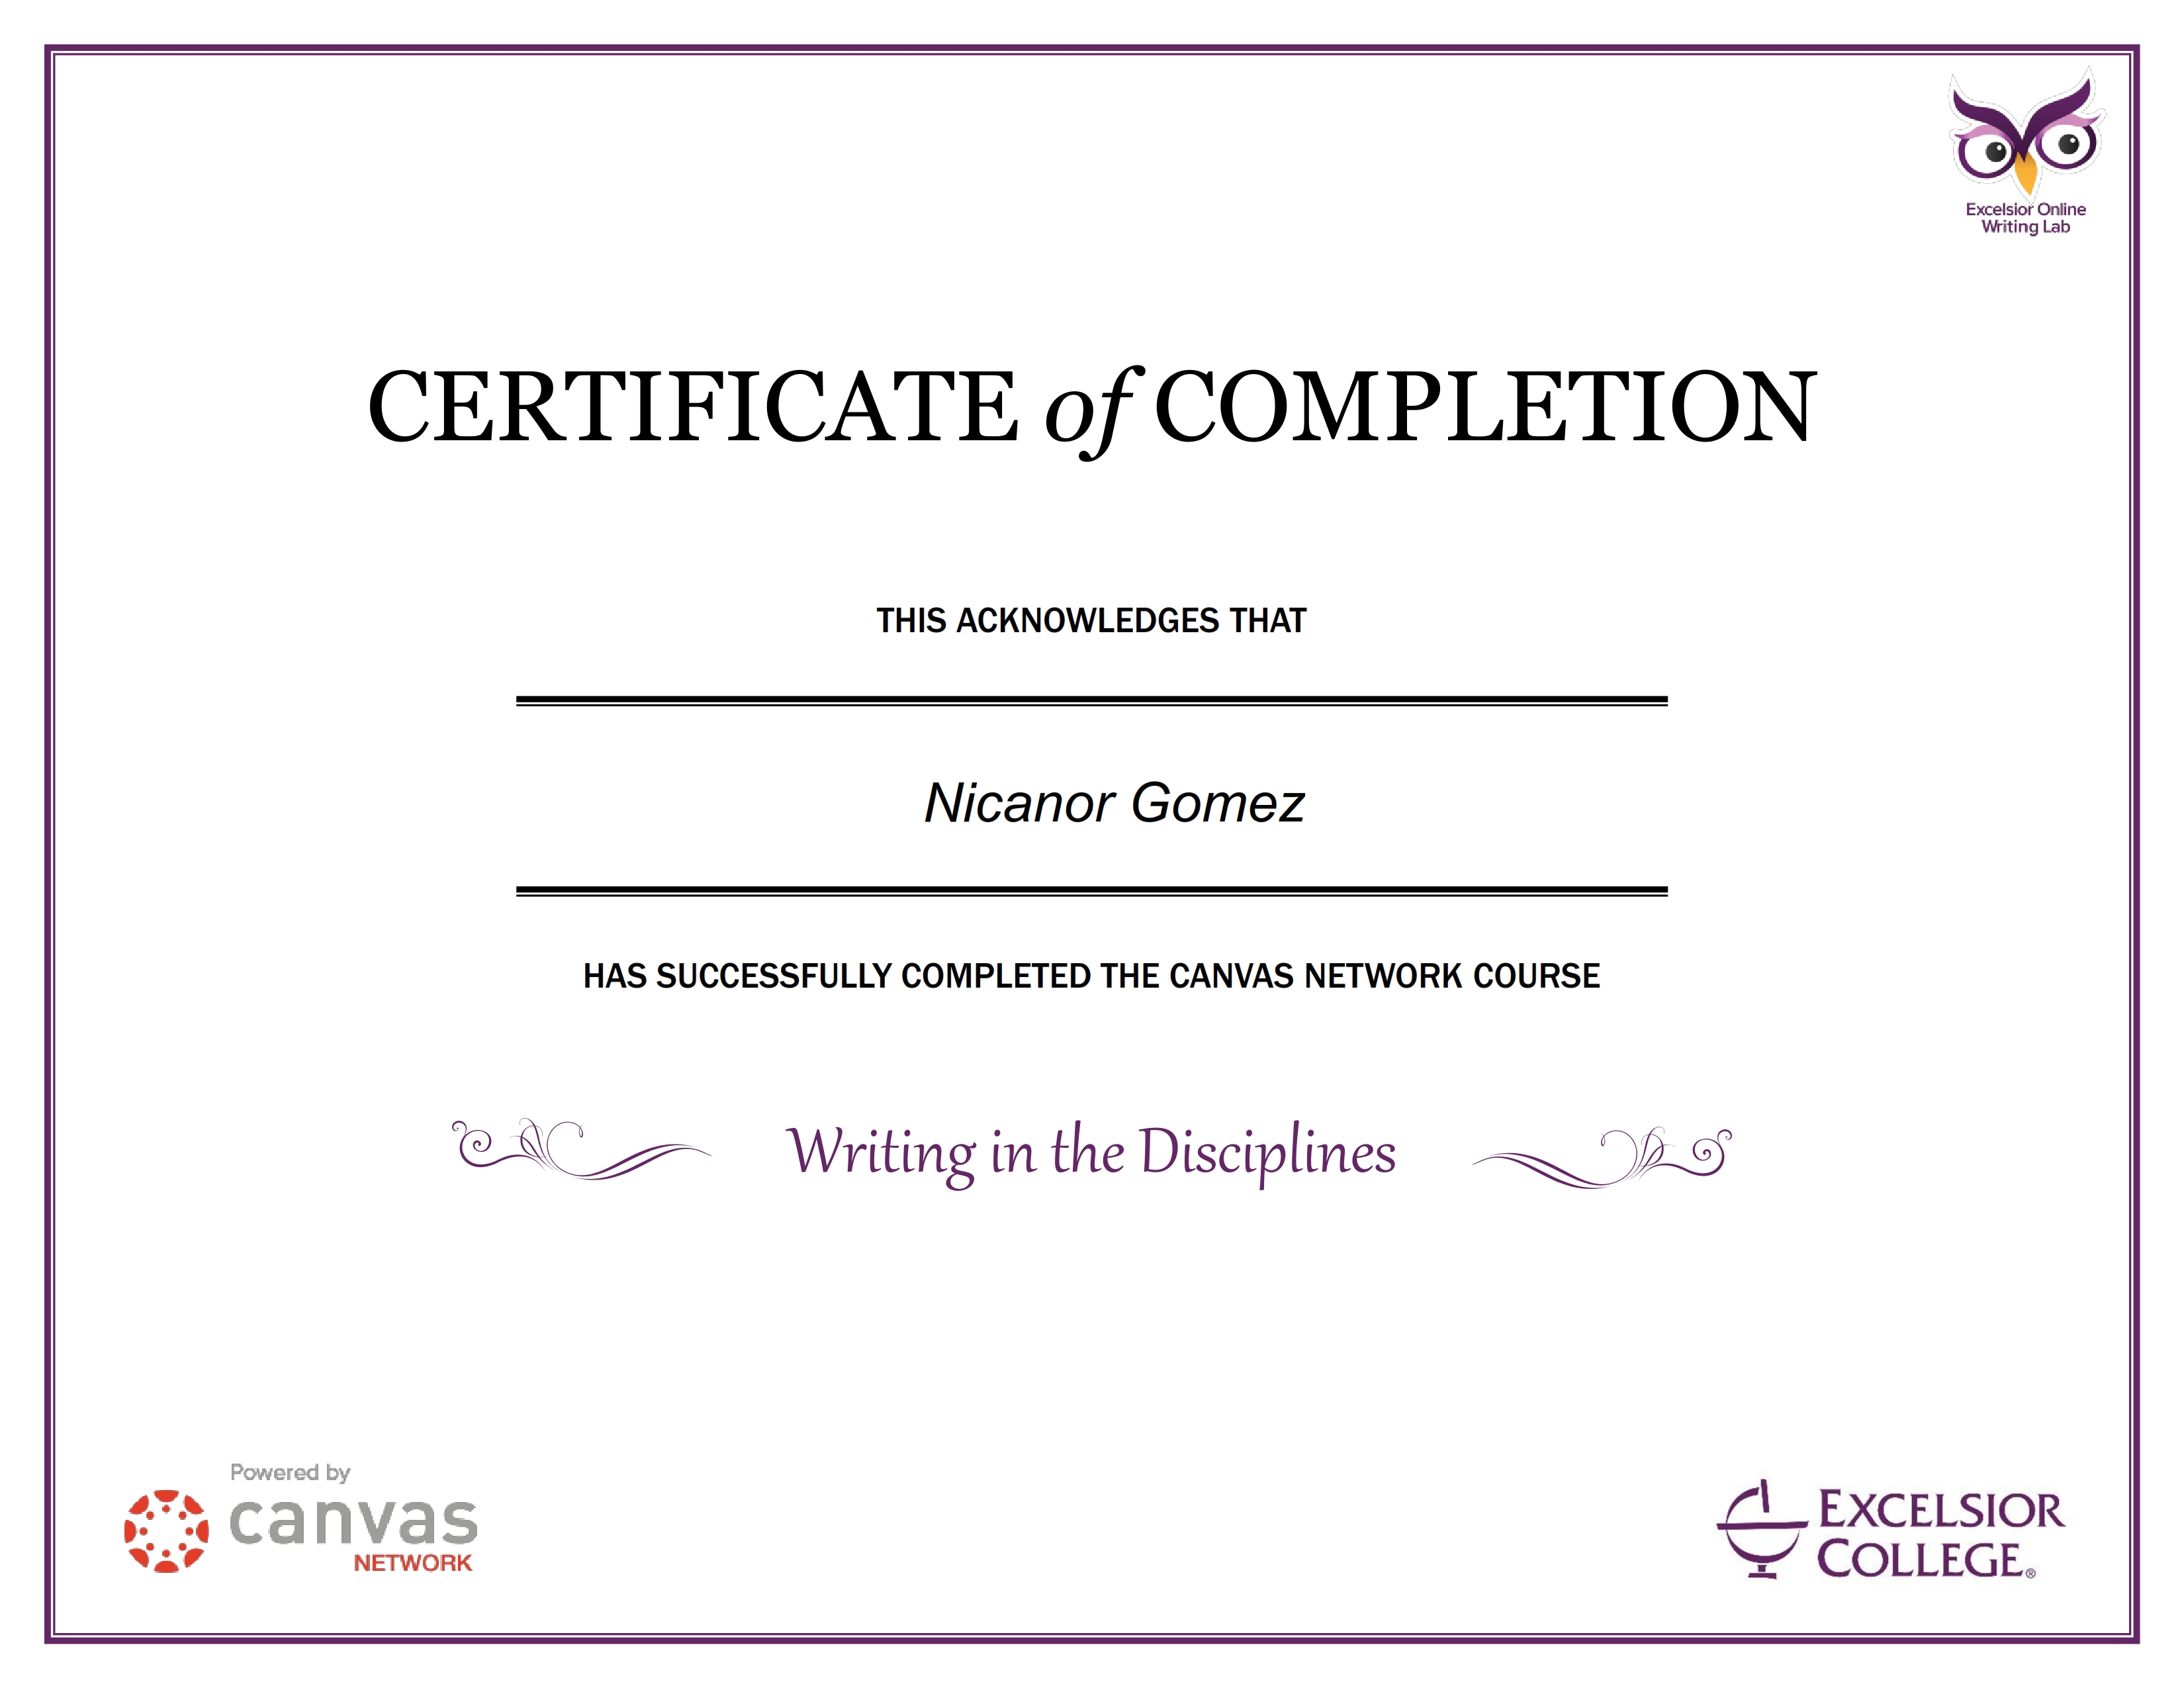 Excelsior Online
Writing Lab
CERTIFICATE of COMPLETION
THIS ACKNOWLEDGES THAT
Nicanor Gomez
HAS SUCCESSFULLY COMPLETED THE CANVAS NETWORK COURSE
Writing in the Disciplines
Powered by
canvas
NETWORK
EXCELSIOR
COLLEGE®